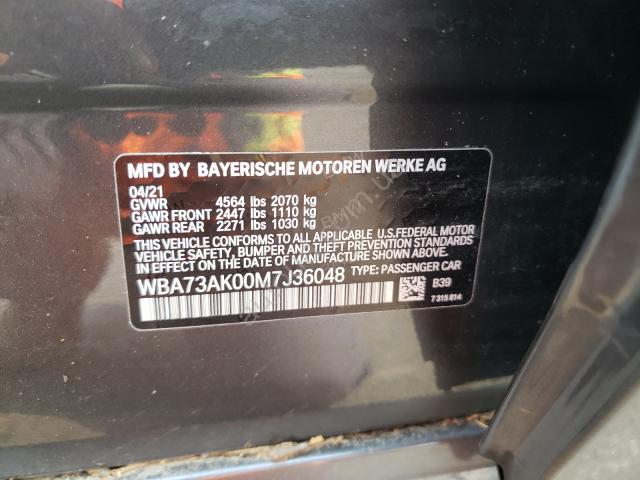 MFD BY BAYERISCHE MOTOREN WERKE AG
04/21
GVWR 4564 lbs 2070 kg
GAWR FRONT 2447 lbs 1110 kg
GAWR REAR 2271 lbs 1030 kg
THIS VEHICLE CONFORMS TO ALL APPLICABLE U.S.FEDERAL MOTOR
VEHICLE SAFETY, BUMPER AND THEFT PREVENTION
STANDARDS IN EFFECT ON THE DATE OF MANUFACTURE SHOWN ABOVE.
WBA73AK00M7J36048 TYPE: PASSENGER CAR
B39
7 315 814